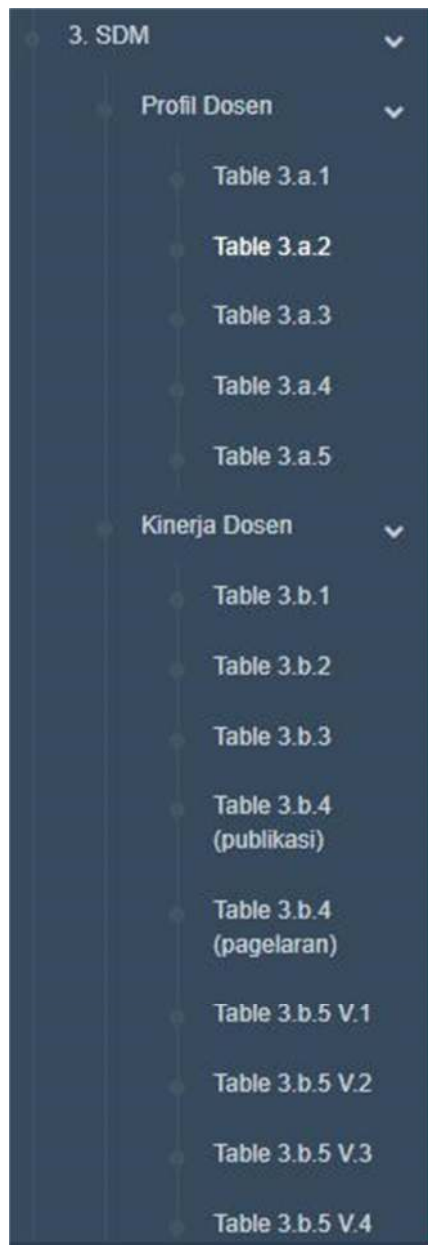 3. SDM
Profil Dosen
Table 3.a.1
Table 3.a.2
Table 3.a.3
Table 3.a.4
Table 3.a.5
Kinerja Dosen
Table 3.b.1
Table 3.b.2
Table 3.b.3
Table 3.b.4
(publikasi)
Table 3.b.4
(pagelaran)
Table 3.b.5 V.1
Table 3.b.5 V.2
Table 3.b.5 V.3
Table 3.b.5 V.4